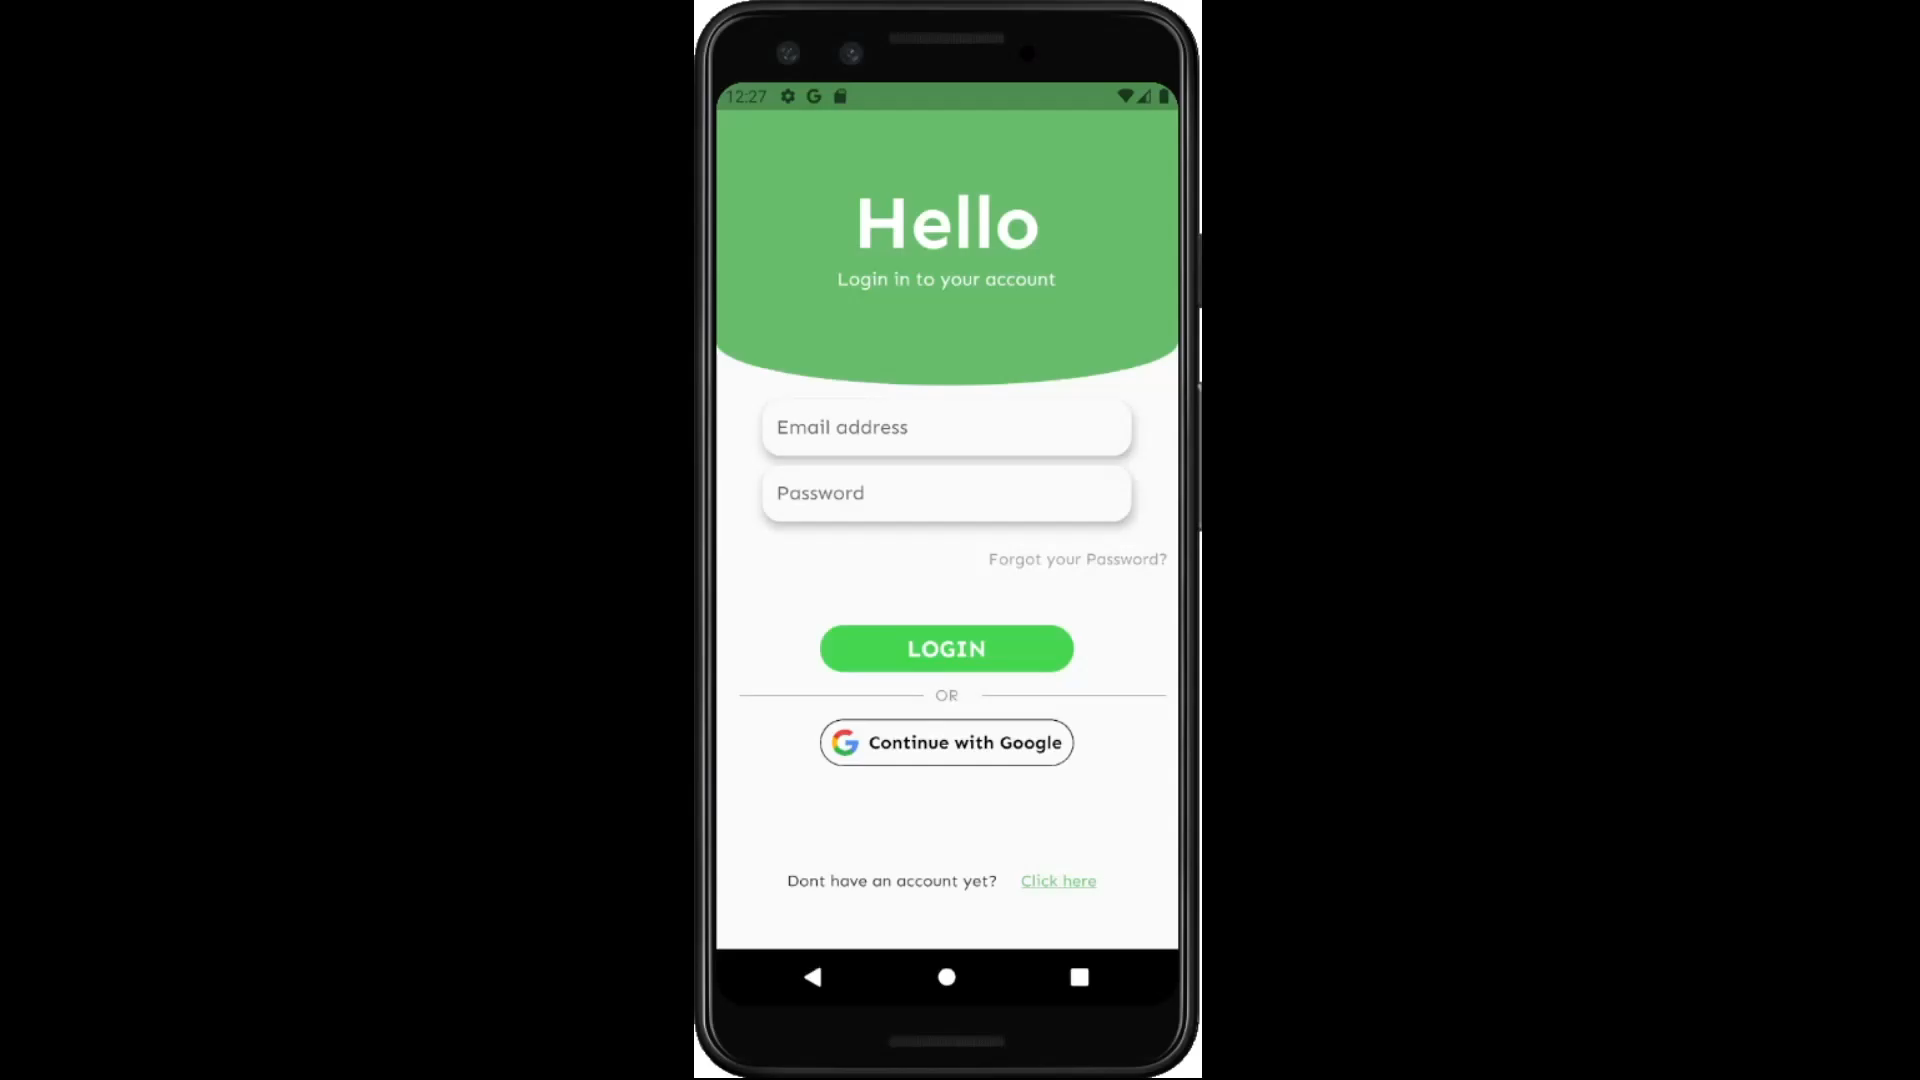 12:27
Hello
Login in to your account
Email address
Password
Forgot your Password?
LOGIN
OR
Continue with Google
Dont have an account yet? Click here